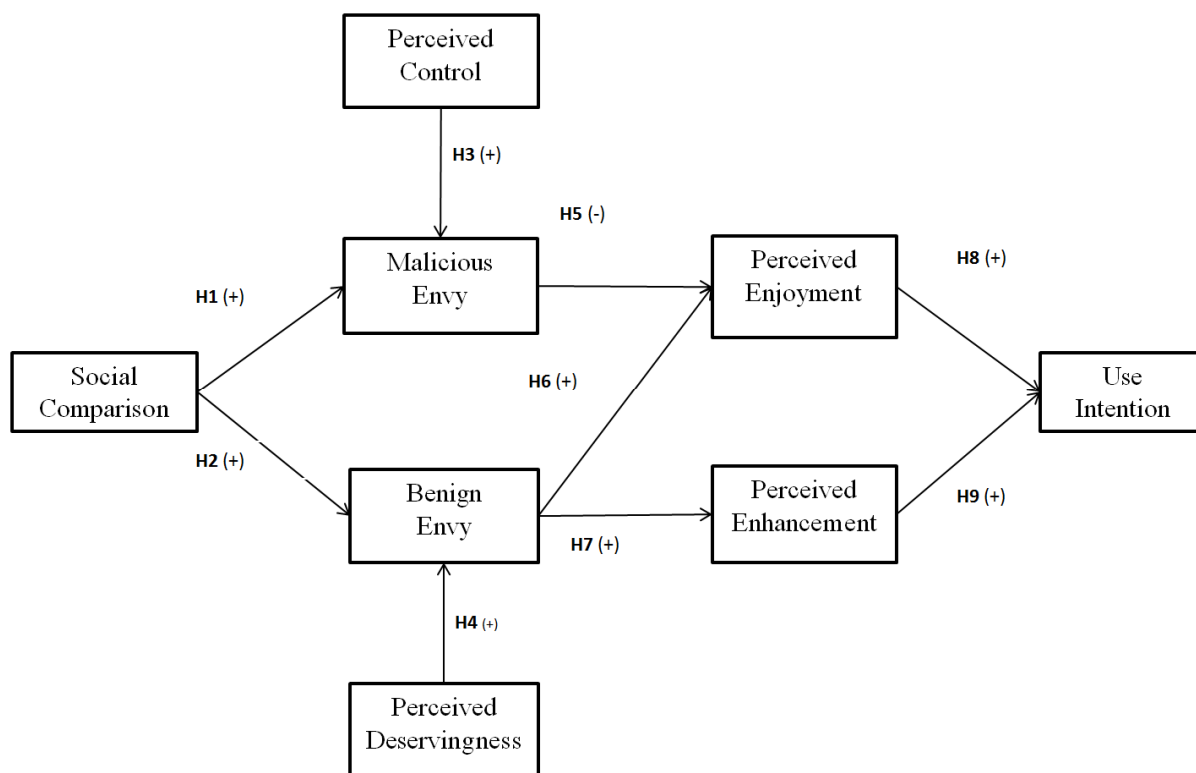 Perceived
Control
H3 (+)
H5 (-)
Malicious
Envy
Perceived
Enjoyment
H8 (+)
H1 (+)
Social
Comparison
H6 (+)
Use
Intention
H2 (+)
Benign
Envy
Perceived
Enhancement
H9 (+)
H7 (+)
H4 (+)
Perceived
Deservingness